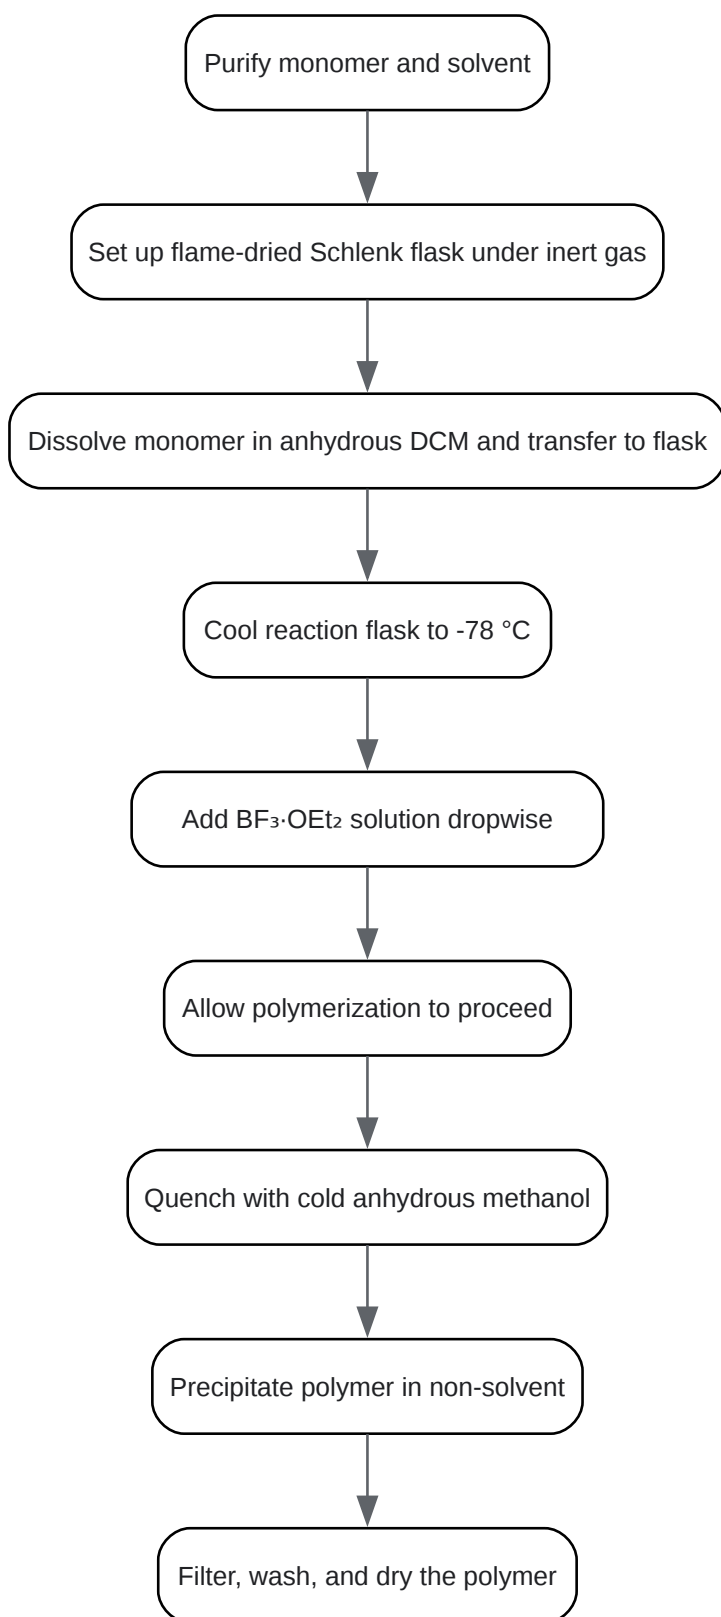 Purify monomer and solvent
Set up flame-dried Schlenk flask under inert gas
Dissolve monomer in anhydrous DCM and transfer to flask
Cool reaction flask to -78 °C
Add BF₃·OEt₂ solution dropwise
Allow polymerization to proceed
Quench with cold anhydrous methanol
Precipitate polymer in non-solvent
Filter, wash, and dry the polymer